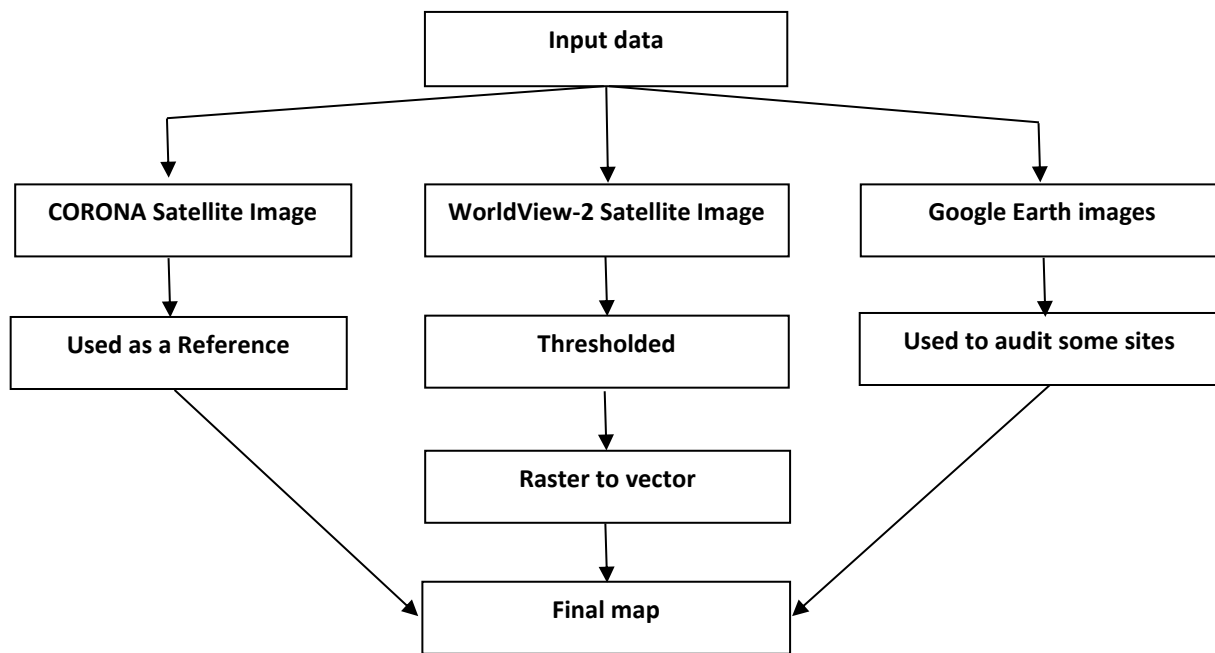 Input data
CORONA Satellite Image
WorldView-2 Satellite Image
Google Earth images
Used as a Reference
Thresholded
Used to audit some sites
Raster to vector
Final map